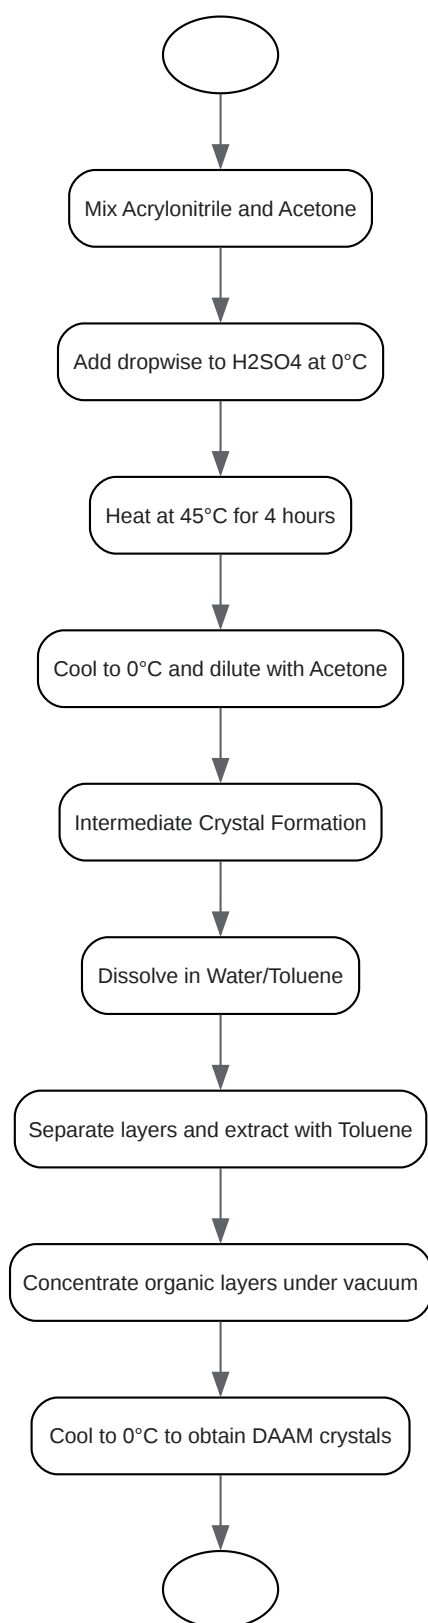 Mix Acrylonitrile and Acetone
Add dropwise to H2SO4 at 0°C
Heat at 45°C for 4 hours
Cool to 0°C and dilute with Acetone
Intermediate Crystal Formation
Dissolve in Water/Toluene
Separate layers and extract with Toluene
Concentrate organic layers under vacuum
Cool to 0°C to obtain DAAM crystals